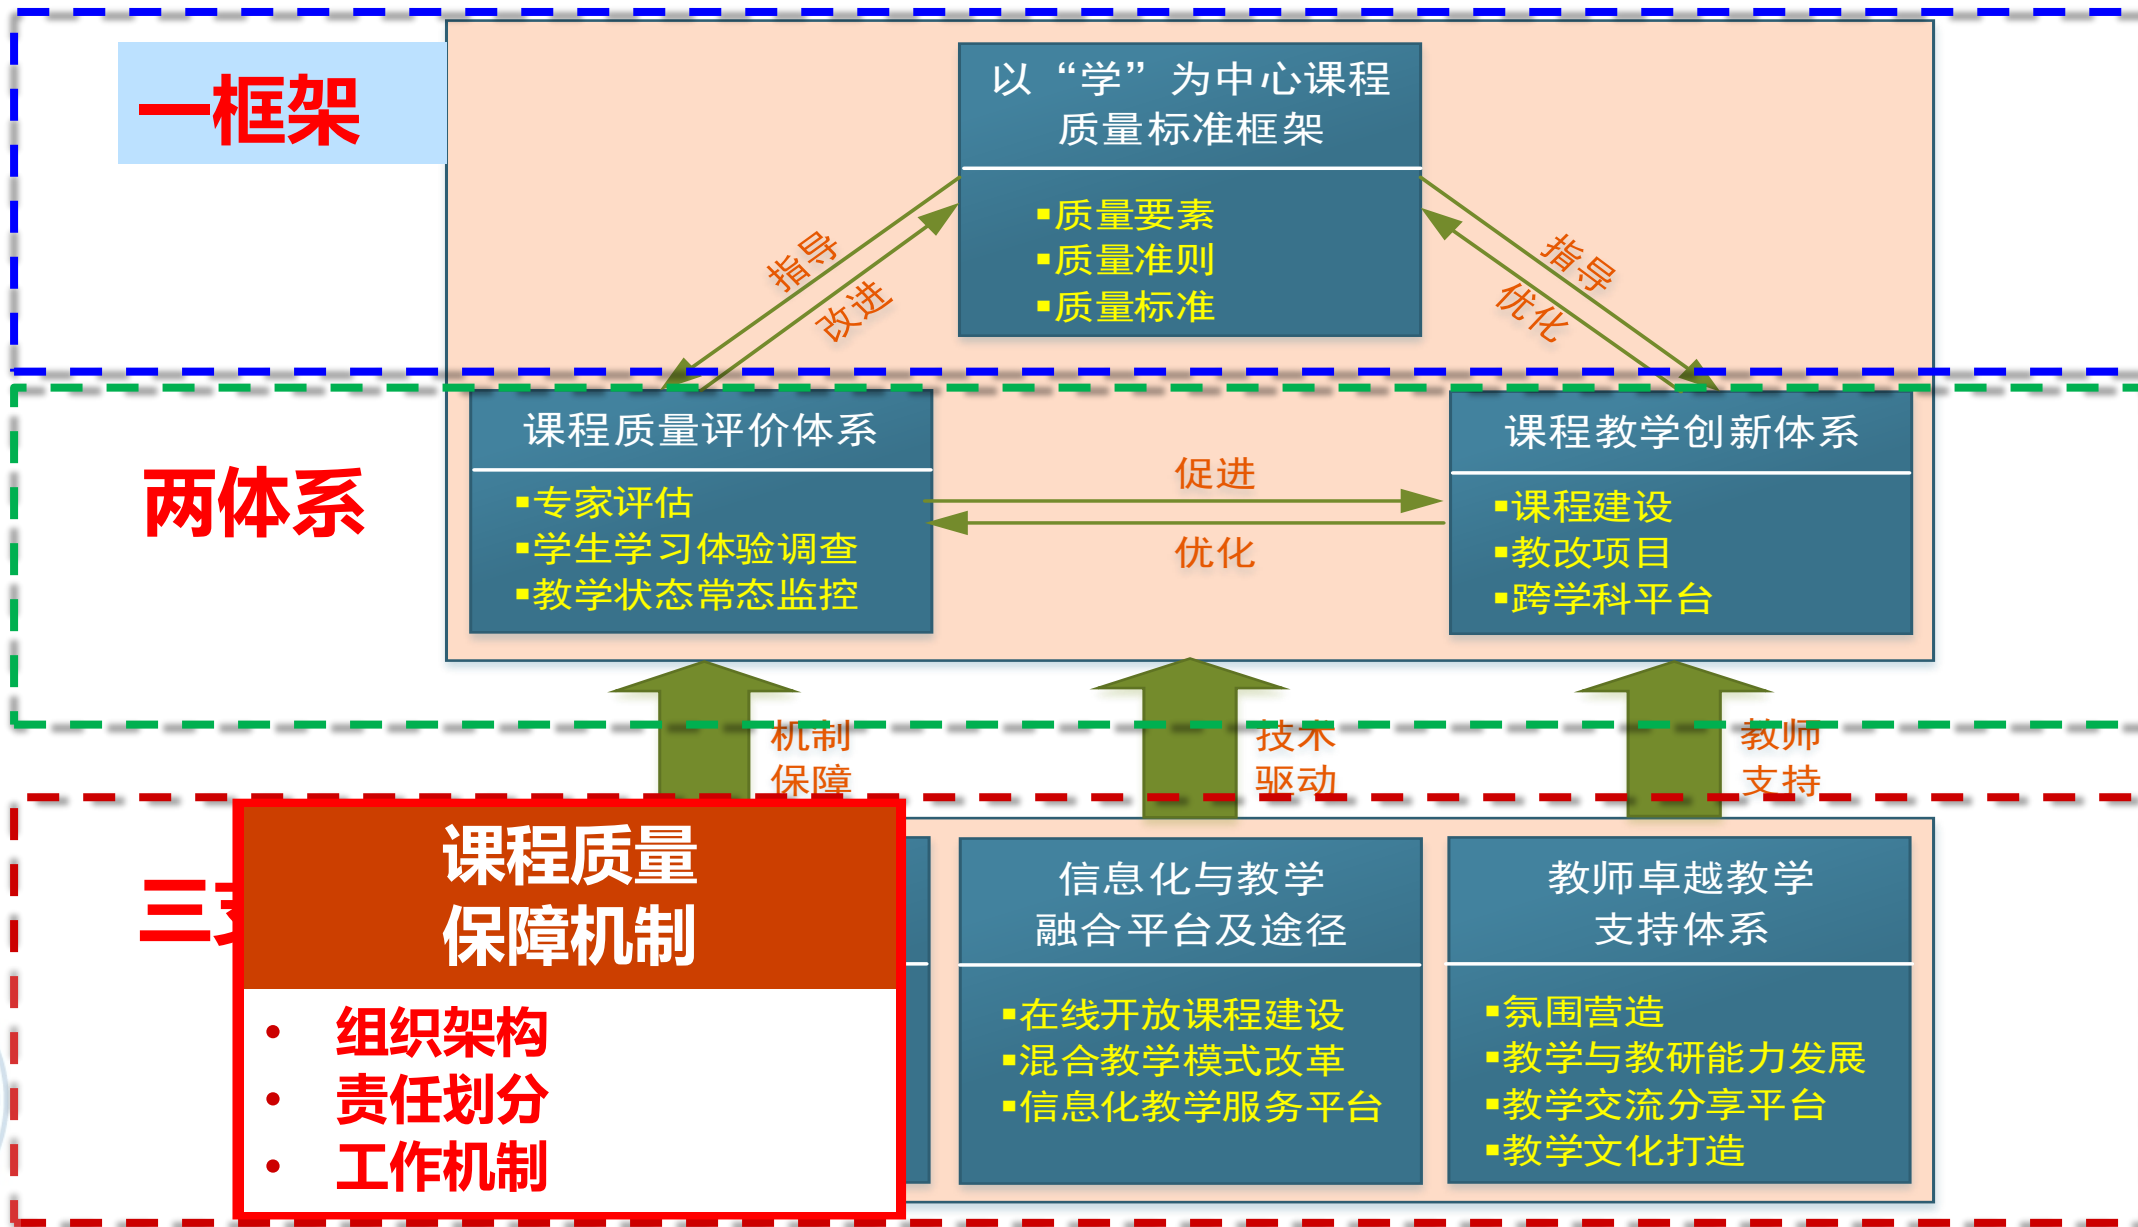 一框架
以“学”为中心课程
质量标准框架
▪质量要素
▪质量准则
▪质量标准
指导
改进
指导
优化
两体系
课程质量评价体系
▪专家评估
▪学生学习体验调查
▪教学状态常态监控
促进
优化
课程教学创新体系
▪课程建设
▪教改项目
▪跨学科平台
机制
保障
技术
驱动
教师
支持
三
课程质量
保障机制
• 组织架构
• 责任划分
• 工作机制
信息化与教学
融合平台及途径
▪在线开放课程建设
▪混合教学模式改革
▪信息化教学服务平台
教师卓越教学
支持体系
▪氛围营造
▪教学与教研能力发展
▪教学交流分享平台
▪教学文化打造